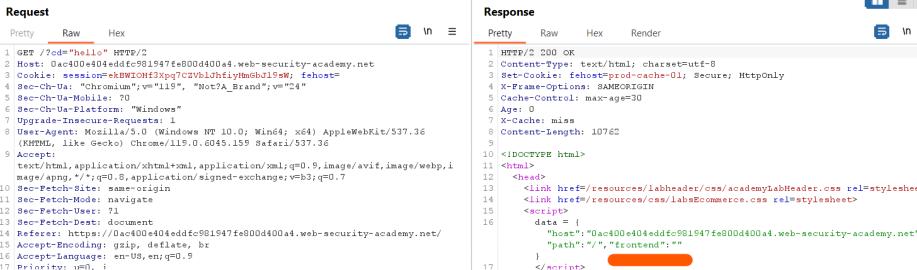 Request
Pretty Raw Hex
\n
1 GET /?cd="hello" HTTP/2
2 Host: 0ac400e404eddfc981947fe800d400a4.web-security-academy.net
3 Cookie: session=ekBWIOHf3Xpq7CZVblJhfiyHmGbJl9sW; fehost=
4 Sec-Ch-Ua: "Chromium";v="119", "Not?A_Brand";v="24"
5 Sec-Ch-Ua-Mobile: ?0
6 Sec-Ch-Ua-Platform: "Windows"
7 Upgrade-Insecure-Requests: 1
8 User-Agent: Mozilla/5.0 (Windows NT 10.0; Win64; x64) AppleWebKit/537.36
(KHTML, like Gecko) Chrome/119.0.6045.159 Safari/537.36
9 Accept:
text/html,application/xhtml+xml,application/xml;q=0.9,image/avif,image/webp,i
mage/apng,*/*;q=0.8,application/signed-exchange;v=b3;q=0.7
10 Sec-Fetch-Site: same-origin
11 Sec-Fetch-Mode: navigate
12 Sec-Fetch-User: ?1
13 Sec-Fetch-Dest: document
14 Referer: https://0ac400e404eddfc981947fe800d400a4.web-security-academy.net/
15 Accept-Encoding: gzip, deflate, br
16 Accept-Language: en-US,en;q=0.9
17 Priority: u=0, i
Response
Pretty Raw Hex Render
\n
1 HTTP/2 200 OK
2 Content-Type: text/html; charset=utf-8
3 Set-Cookie: fehost=prod-cache-01; Secure; HttpOnly
4 X-Frame-Options: SAMEORIGIN
5 Cache-Control: max-age=30
6 Age: 0
7 X-Cache: miss
8 Content-Length: 10762
9
10 <!DOCTYPE html>
11 <html>
12 <head>
13 <link href=/resources/labheader/css/academyLabHeader.css rel=styleshee
14 <link href=/resources/css/labsEcommerce.css rel=stylesheet>
15 <script>
16 data = {
"host":"0ac400e404eddfc981947fe800d400a4.web-security-academy.net"
"path":"/","frontend":""
}
17 </script>